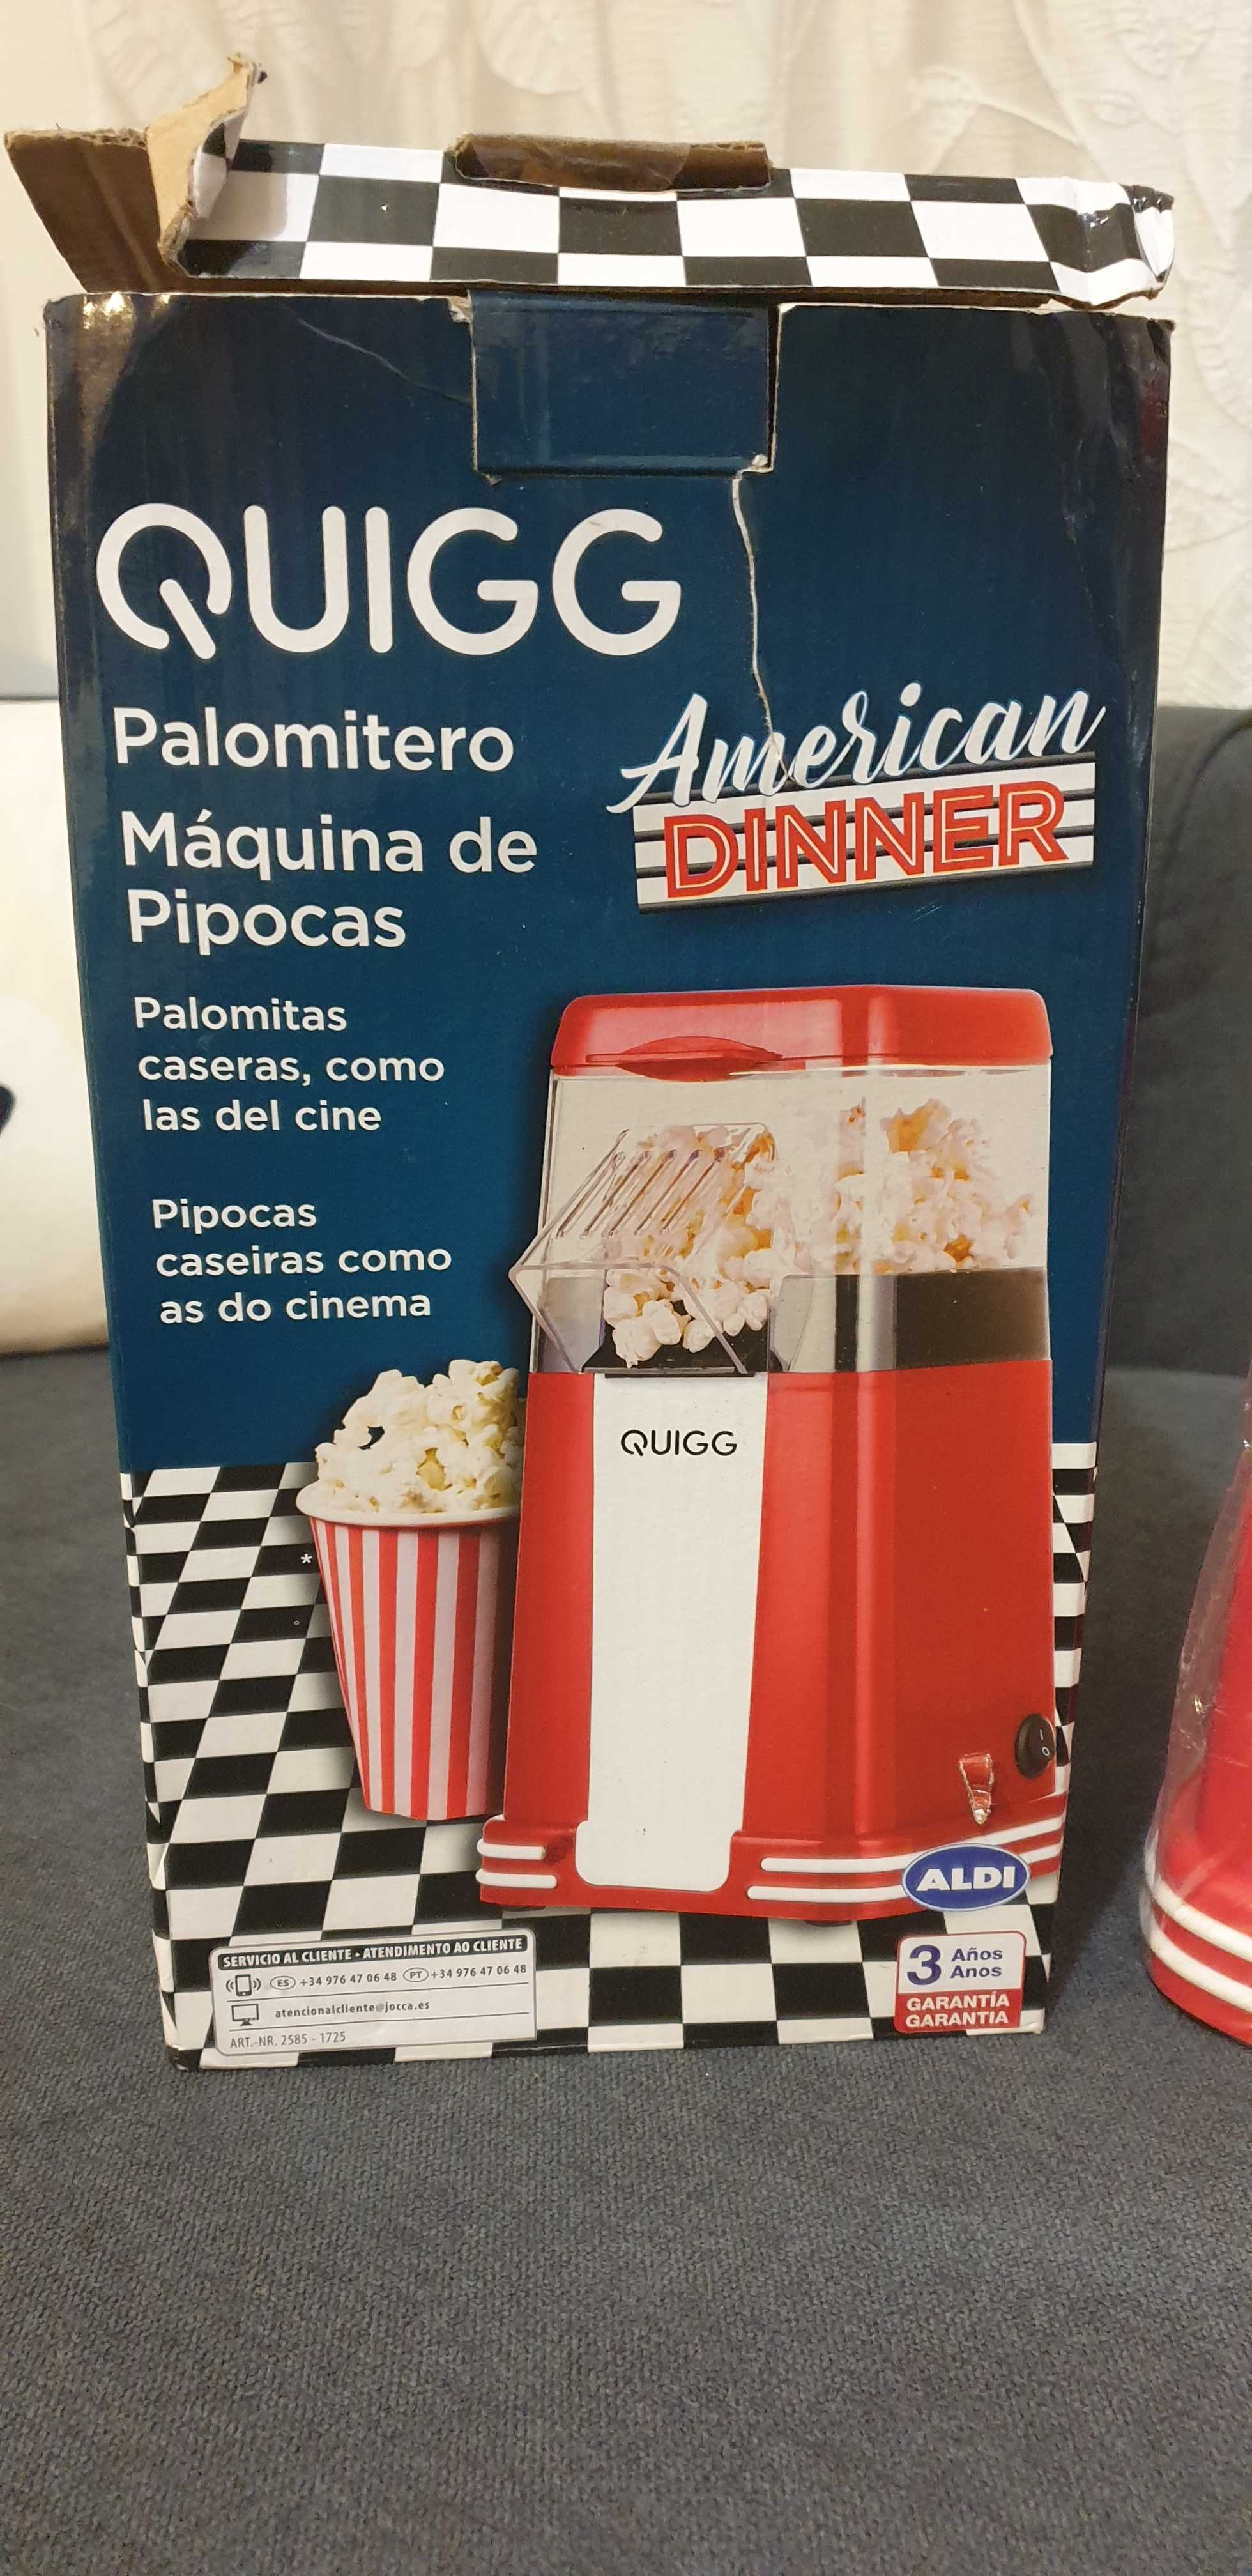 QUIGG
Palomitero
Máquina de
Pipocas
American
DINNER
Palomitas
caseras, como
las del cine
Pipocas
caseiras como
as do cinema
QUIGG
*
ALDI
SERVICIO AL CLIENTE • ATENDIMENTO AO CLIENTE
ES +34 976 47 06 48 PT +34 976 47 06 48
atencionalcliente@jocca.es
ART.-NR. 2585 - 1725
3 Años
Anos
GARANTÍA
GARANTIA